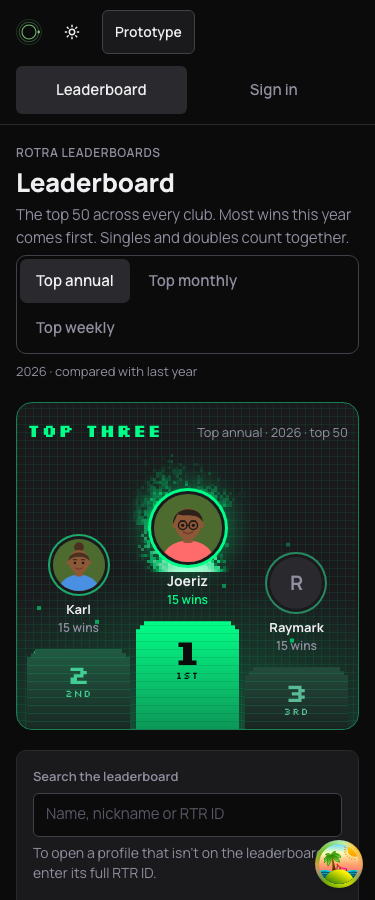 Prototype
Leaderboard
Sign in
ROTRA LEADERBOARDS
Leaderboard
The top 50 across every club. Most wins this year
comes first. Singles and doubles count together.
Top annual
Top monthly
Top weekly
2026 · compared with last year
TOP THREE
Top annual · 2026 · top 50
Joeriz
15 wins
Karl
15 wins
R
Raymark
15 wins
1
1ST
2
2ND
3
3RD
Search the leaderboard
Name, nickname or RTR ID
To open a profile that isn't on the leaderboard,
enter its full RTR ID.